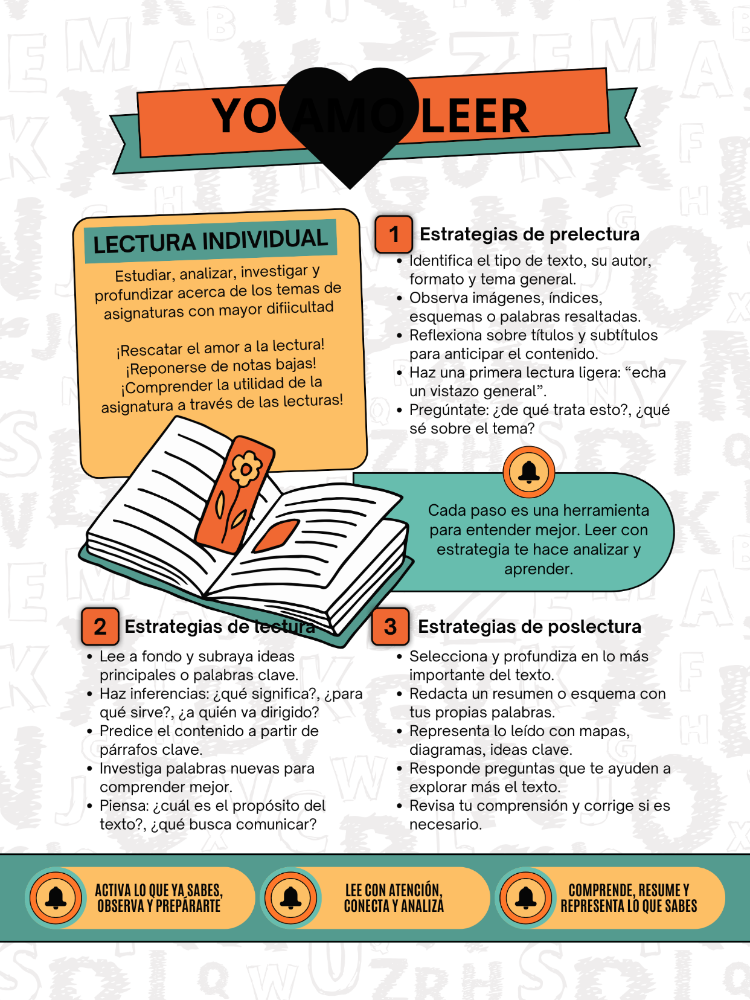 YO AMO LEER
LECTURA INDIVIDUAL
Estudiar, analizar, investigar y
profundizar acerca de los temas de
asignaturas con mayor difiicultad
¡Rescatar el amor a la lectura!
¡Reponerse de notas bajas!
¡Comprender la utilidad de la
asignatura a través de las lecturas!
1 Estrategias de prelectura
• Identifica el tipo de texto, su autor,
formato y tema general.
• Observa imágenes, índices,
esquemas o palabras resaltadas.
• Reflexiona sobre títulos y subtítulos
para anticipar el contenido.
• Haz una primera lectura ligera: “echa
un vistazo general”.
• Pregúntate: ¿de qué trata esto?, ¿qué
sé sobre el tema?
Cada paso es una herramienta
para entender mejor. Leer con
estrategia te hace analizar y
aprender.
2 Estrategias de lectura
• Lee a fondo y subraya ideas
principales o palabras clave.
• Haz inferencias: ¿qué significa?, ¿para
qué sirve?, ¿a quién va dirigido?
• Predice el contenido a partir de
párrafos clave.
• Investiga palabras nuevas para
comprender mejor.
• Piensa: ¿cuál es el propósito del
texto?, ¿qué busca comunicar?
3 Estrategias de poslectura
• Selecciona y profundiza en lo más
importante del texto.
• Redacta un resumen o esquema con
tus propias palabras.
• Representa lo leído con mapas,
diagramas, ideas clave.
• Responde preguntas que te ayuden a
explorar más el texto.
• Revisa tu comprensión y corrige si es
necesario.
ACTIVA LO QUE YA SABES,
OBSERVA Y PREPÁRARTE
LEE CON ATENCIÓN,
CONECTA Y ANALIZA
COMPRENDE, RESUME Y
REPRESENTA LO QUE SABES